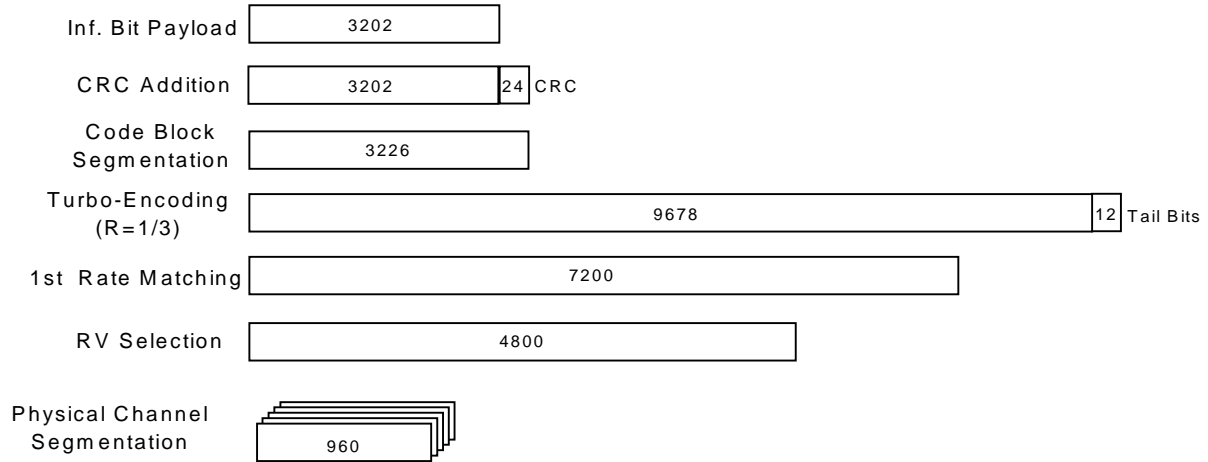 Inf. Bit Payload 3202
CRC Addition 3202 24 CRC
Code Block
Segmentation 3226
Turbo-Encoding
(R=1/3) 9678 12 Tail Bits
1st Rate Matching 7200
RV Selection 4800
Physical Channel
Segmentation 960